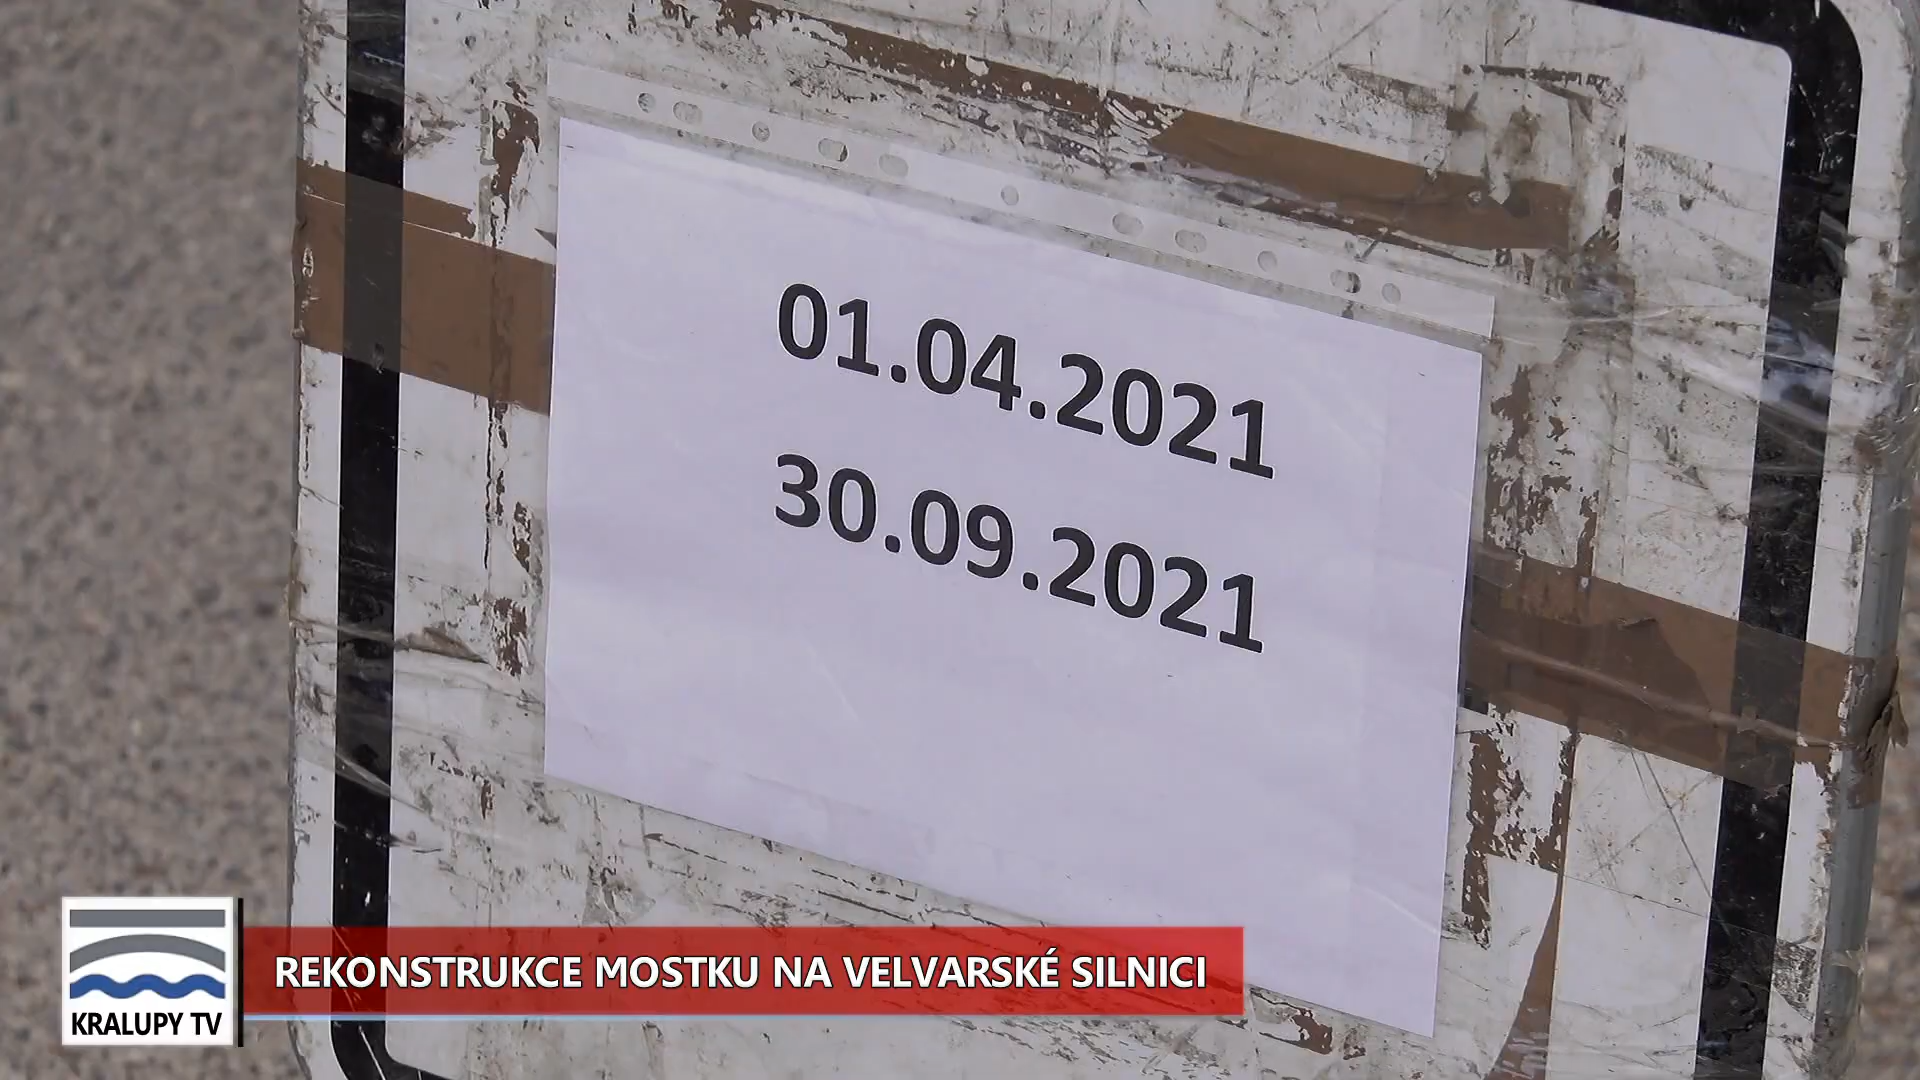 01.04.2021
30.09.2021
REKONSTRUKCE MOSTKU NA VELVARSKÉ SILNICI
KRALUPY TV